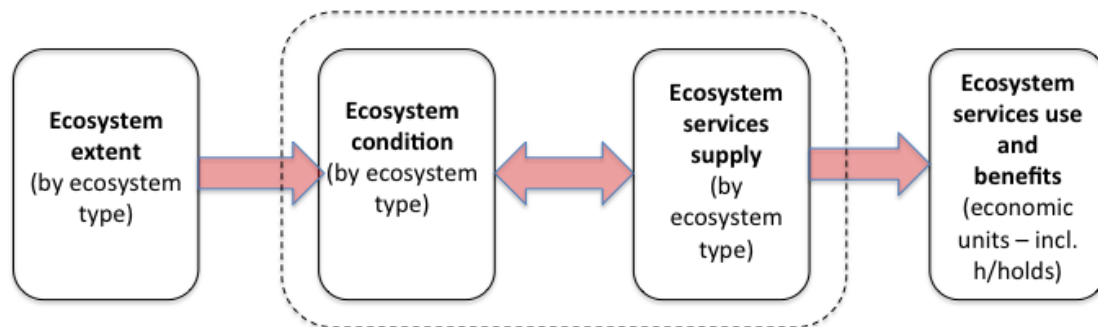 Ecosystem
extent
(by ecosystem
type)
Ecosystem
condition
(by ecosystem
type)
Ecosystem
services
supply
(by
ecosystem
type)
Ecosystem
services use
and
benefits
(economic
units – incl.
h/holds)